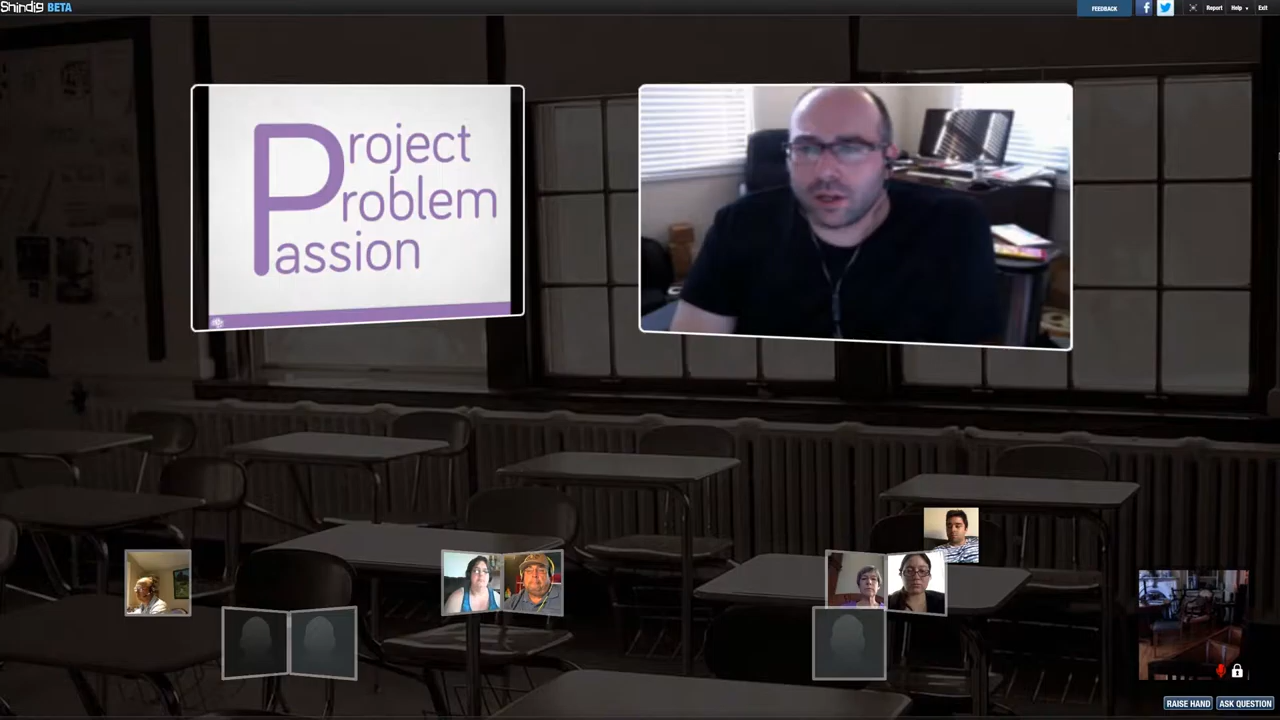 Shindig BETA
FEEDBACK
f
Report
Help
Exit
Project
Problem
Passion
RAISE HAND
ASK QUESTION